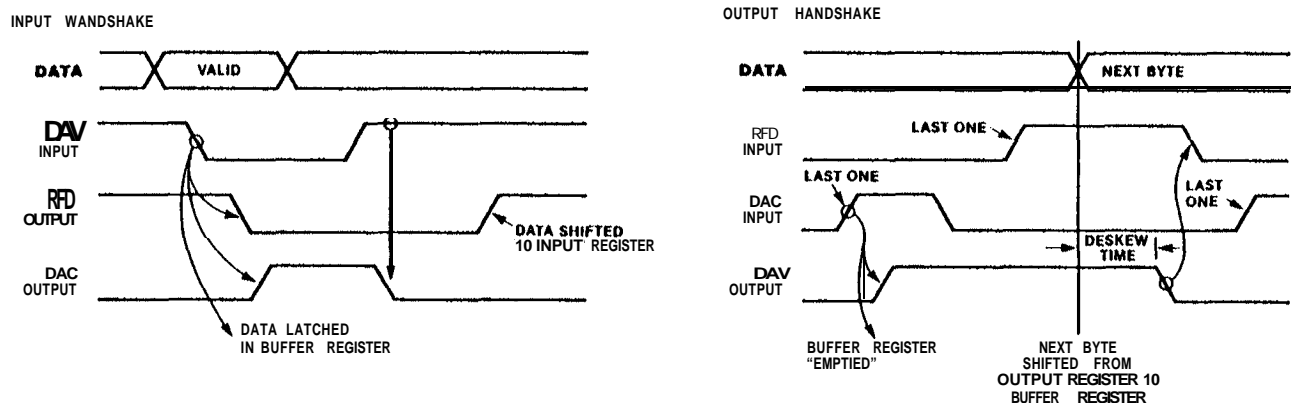 INPUT WANDSHAKE
DATA
VALID
DAV
INPUT
RFD
OUTPUT
DATA SHIFTED
10 INPUT REGISTER
DAC
OUTPUT
DATA LATCHED
IN BUFFER REGISTER
OUTPUT HANDSHAKE
DATA
NEXT BYTE
RFD
INPUT
LAST ONE
DAC
INPUT
LAST ONE
LAST
ONE
DESKEW
TIME
DAV
OUTPUT
BUFFER REGISTER
"EMPTIED"
NEXT BYTE
SHIFTED FROM
OUTPUT REGISTER 10
BUFFER REGISTER